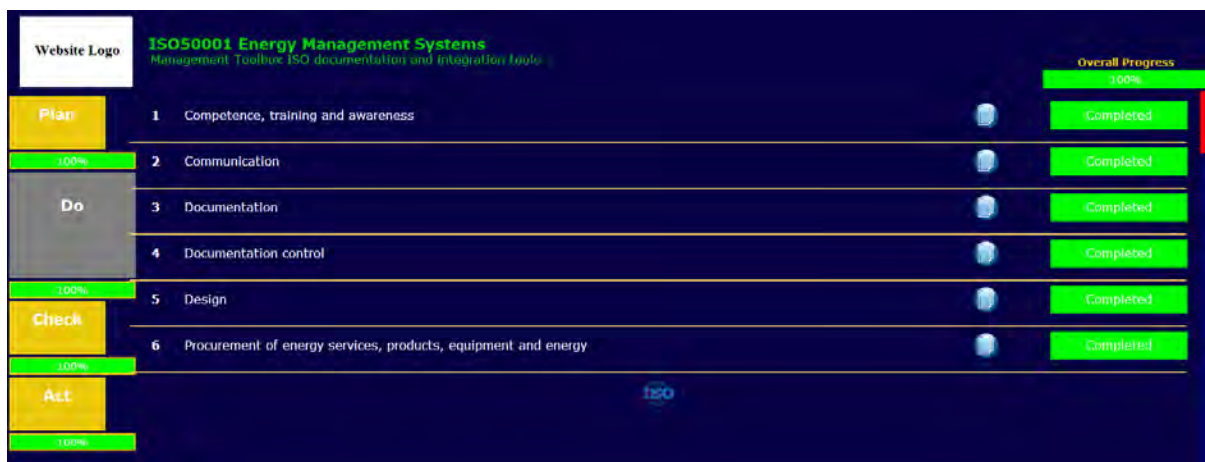 Website Logo
ISO50001 Energy Management Systems
Management Toolbox ISO documentation and integration tools
Overall Progress
100%
Plan
100%
Do
100%
Check
100%
Act
100%
1 Competence, training and awareness Completed
2 Communication Completed
3 Documentation Completed
4 Documentation control Completed
5 Design Completed
6 Procurement of energy services, products, equipment and energy Completed
ISO